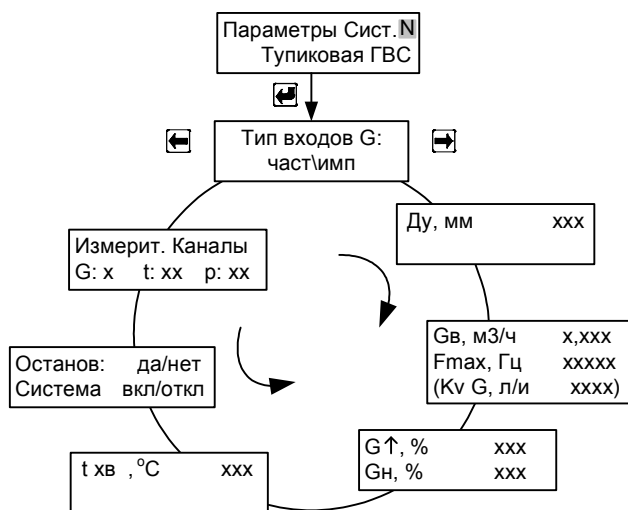 Параметры Сист. N
Тупиковая ГВС
Тип входов G:
част\имп
Ду, мм xxx
Gв, м3/ч x,xxx
Fmax, Гц xxxxx
(Kv G, л/и xxxx)
G↑, % xxx
Gн, % xxx
t хв , °C xxx
Останов: да/нет
Система вкл/откл
Измерит. Каналы
G: x t: xx p: xx